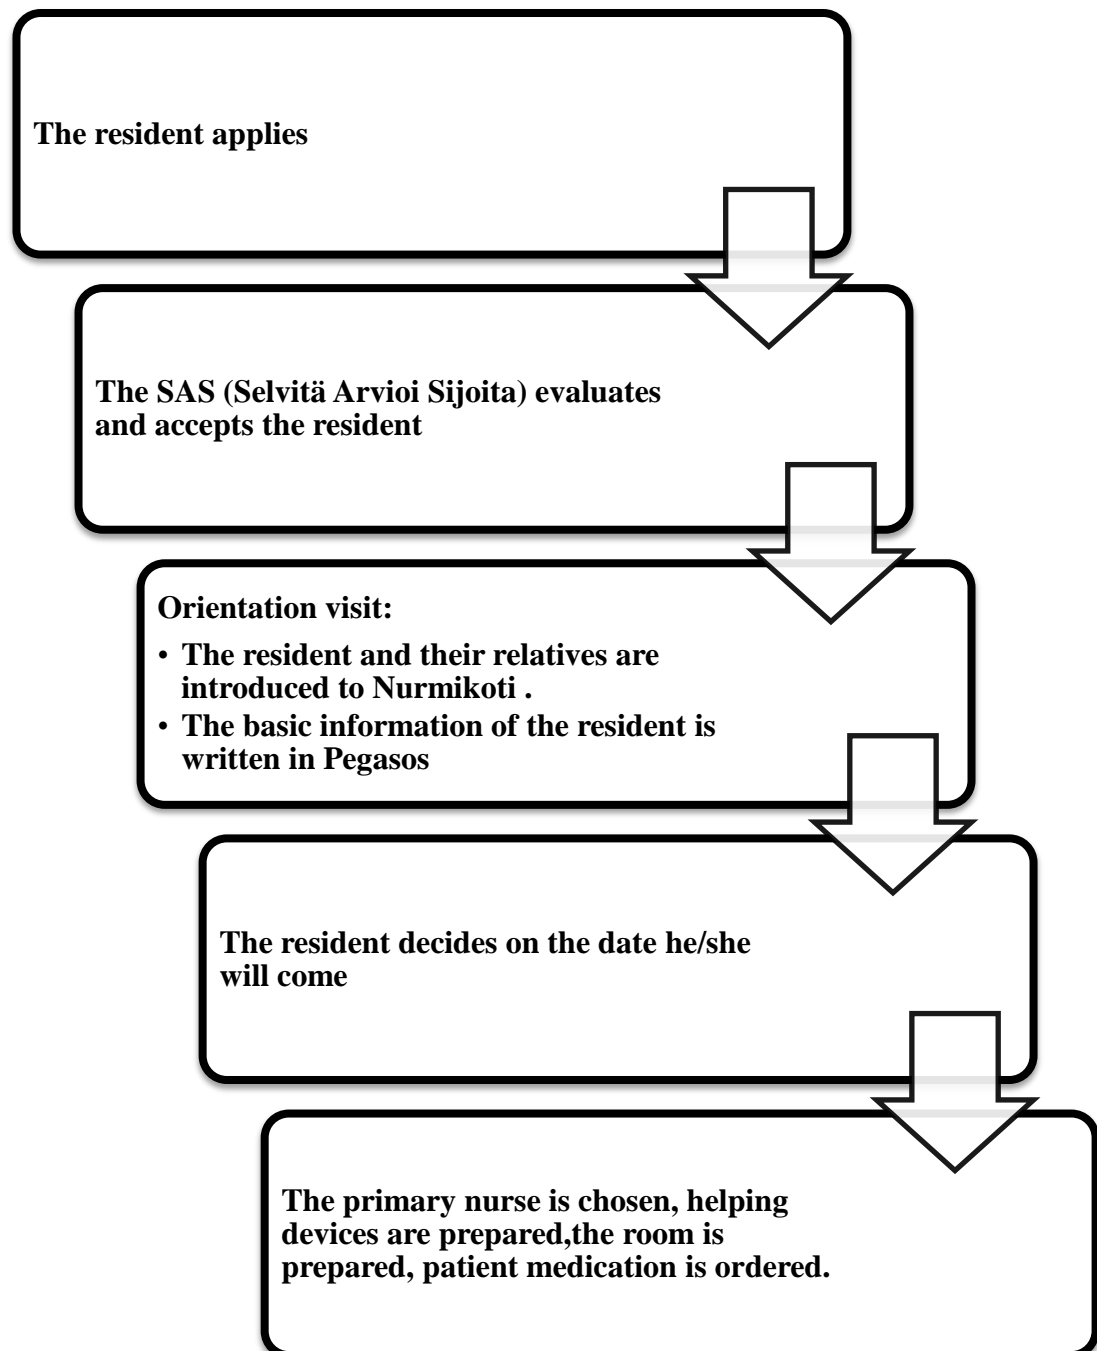 The resident applies
The SAS (Selvitä Arvioi Sijoita) evaluates
and accepts the resident
Orientation visit:
• The resident and their relatives are
introduced to Nurmikoti .
• The basic information of the resident is
written in Pegasos
The resident decides on the date he/she
will come
The primary nurse is chosen, helping
devices are prepared,the room is
prepared, patient medication is ordered.